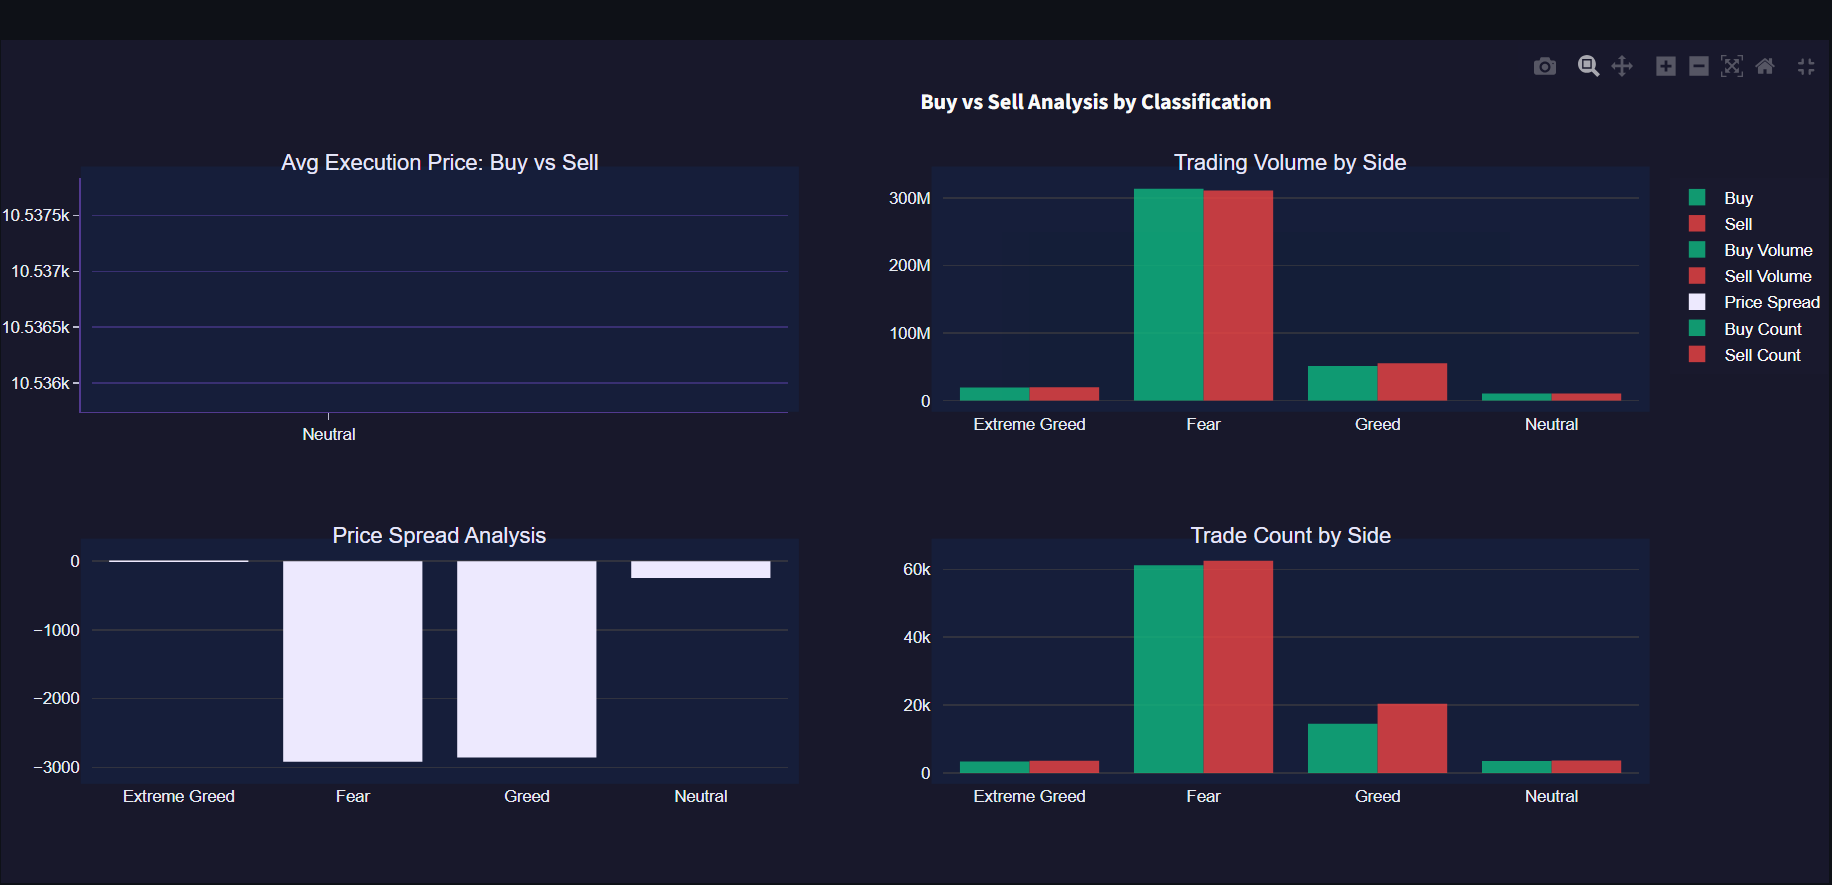 Buy vs Sell Analysis by Classification
Avg Execution Price: Buy vs Sell
10.5375k
10.537k
10.5365k
10.536k
Neutral
Trading Volume by Side
300M
200M
100M
0
Extreme Greed
Fear
Greed
Neutral
Buy
Sell
Buy Volume
Sell Volume
Price Spread
Buy Count
Sell Count
Price Spread Analysis
0
−1000
−2000
−3000
Extreme Greed
Fear
Greed
Neutral
Trade Count by Side
60k
40k
20k
0
Extreme Greed
Fear
Greed
Neutral